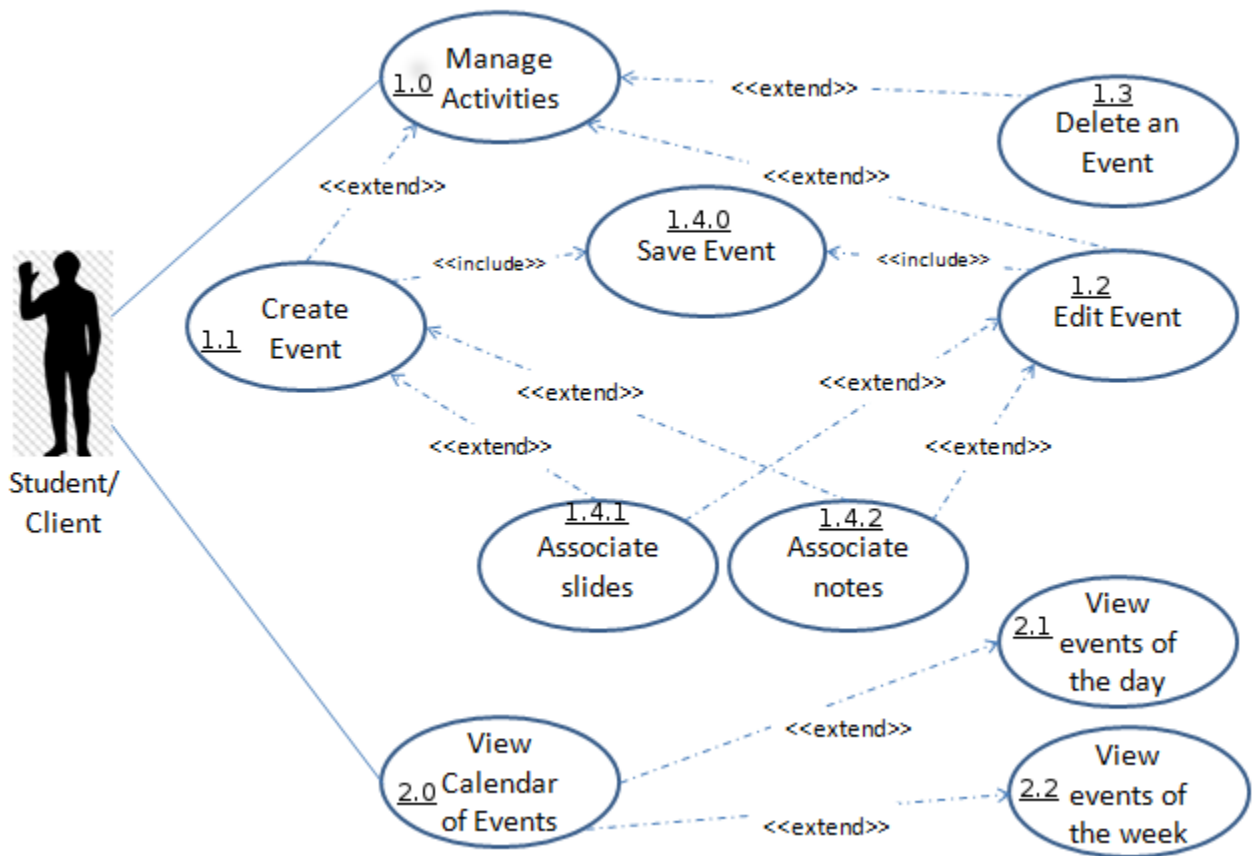 Manage
1.0 Activities
<<extend>>
1.3
Delete an
Event
<<extend>>
<<extend>>
1.4.0
Save Event
<<include>>
<<include>>
1.2
Edit Event
Create
1.1 Event
<<extend>>
<<extend>>
<<extend>>
<<extend>>
Student/
Client
1.4.1
Associate
slides
1.4.2
Associate
notes
View
2.1 events of
the day
<<extend>>
View
2.0 Calendar
of Events
<<extend>>
View
2.2 events of
the week